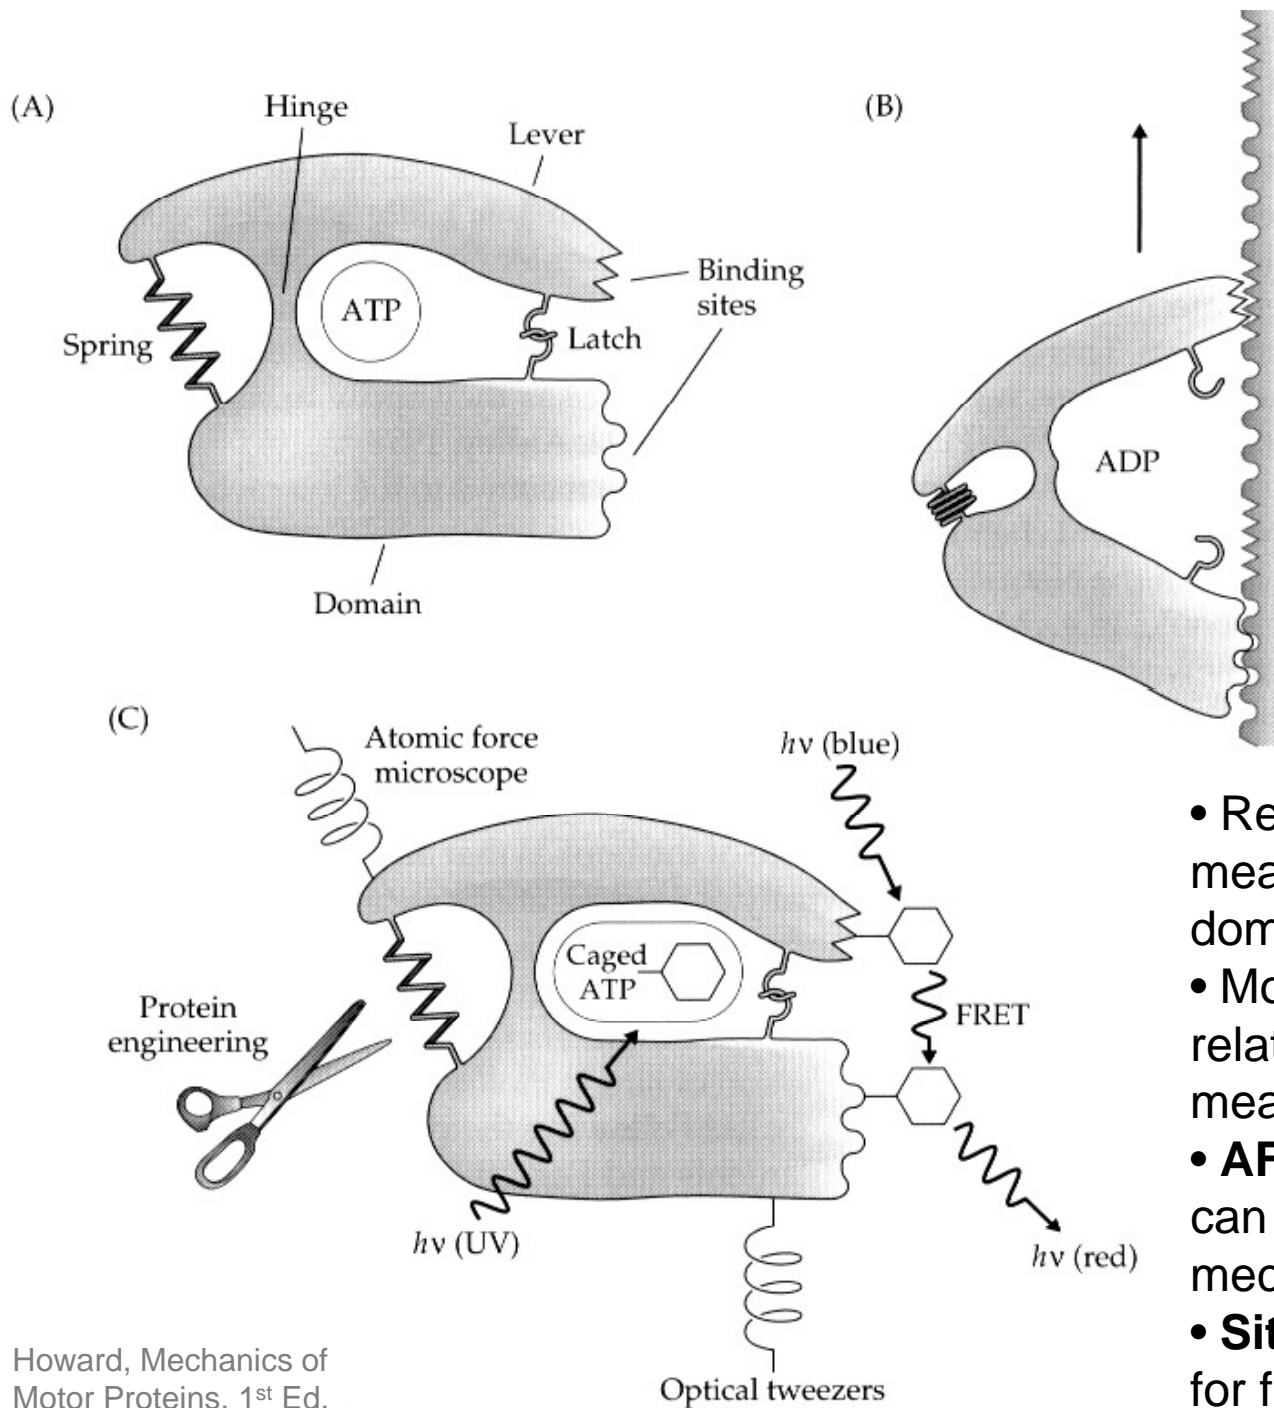 (A)
Hinge
Lever
Binding
sites
ATP
Spring
Latch
Domain
(B)
ADP
(C)
Atomic force
microscope
hν (blue)
Caged
ATP
FRET
Protein
engineering
hν (UV)
hν (red)
Optical tweezers
Howard, Mechanics of
Motor Proteins, 1st Ed.
• Re
mea
dom
• Mo
relat
mea
• AF
can
mec
• Sit
for f